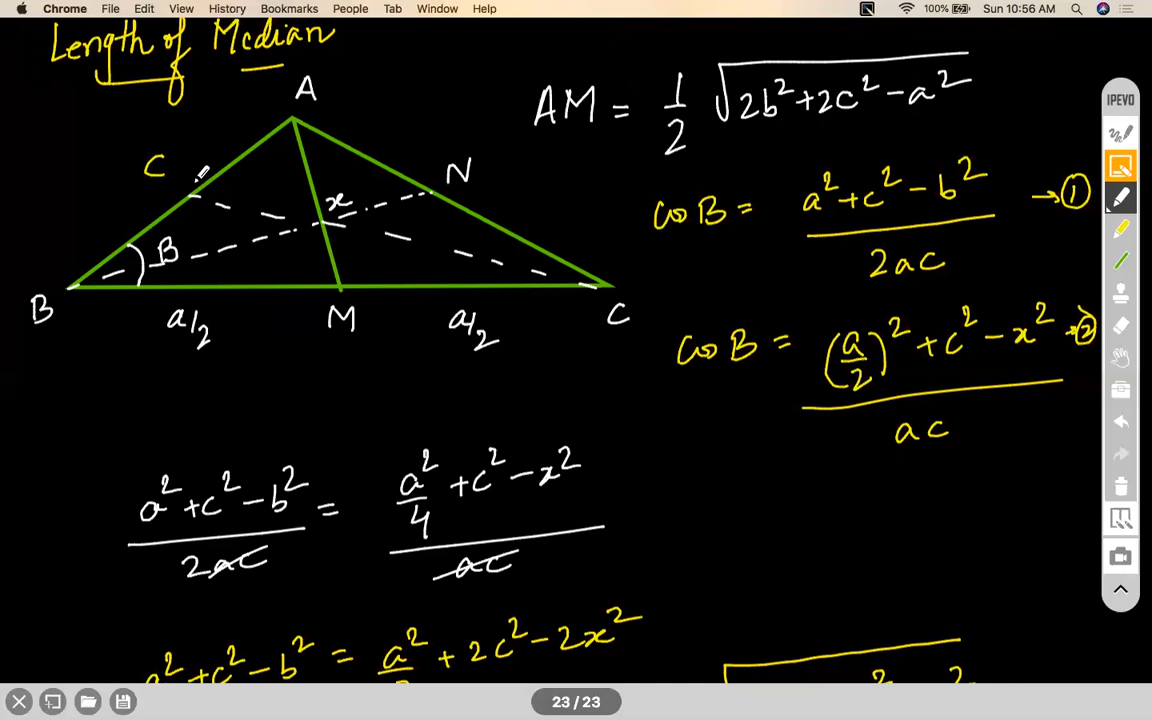 Chrome File Edit View History Bookmarks People Tab Window Help 100% Sun 10:56 AM
Length of Median
A
AM = 1/2 √(2b²+2c²-a²)
IPEVO
C
N
x
cos B = (a²+c²-b²)/(2ac) →①
B
B
a/2
M
a/2
C
cos B = ((a/2)²+c²-x²)/(ac) →②
(a²+c²-b²)/(2ac) = (a²/4+c²-x²)/(ac)
a²+c²-b² = a²/2 + 2c²-2x²
23 / 23